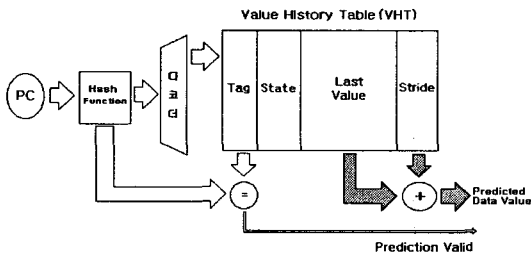 Value History Table (VHT)
PC
Hash
Function
디
코
더
Tag
State
Last
Value
Stride
=
+
Predicted
Data Value
Prediction Valid